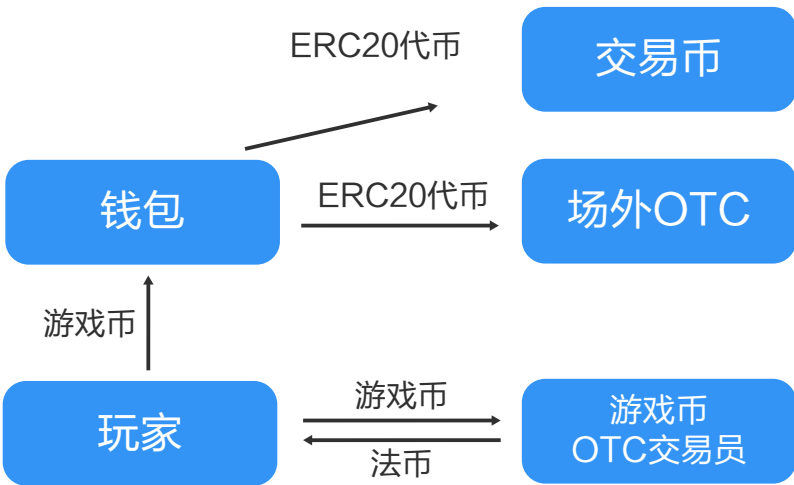 ERC20代币
交易币
钱包
ERC20代币
场外OTC
游戏币
玩家
游戏币
法币
游戏币
OTC交易员